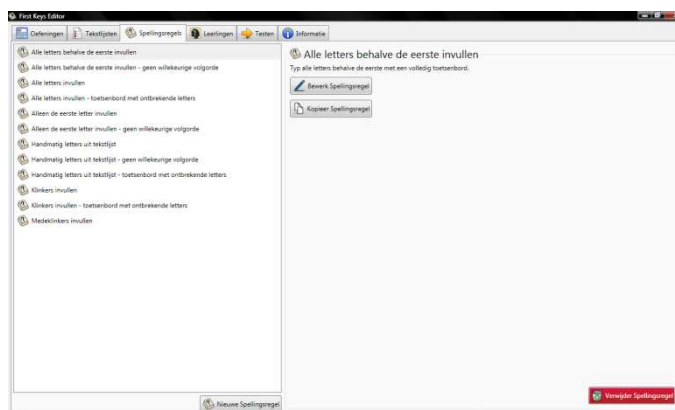 First Keys Editor
Oefeningen Tekstlijsten Spellingsregels Leerlingen Testen Informatie
Alle letters behalve de eerste invullen
Alle letters behalve de eerste invullen - geen willekeurige volgorde
Alle letters invullen
Alle letters invullen - toetsenbord met ontbrekende letters
Alleen de eerste letter invullen
Alleen de eerste letter invullen - geen willekeurige volgorde
Handmatig letters uit tekstlijst
Handmatig letters uit tekstlijst - geen willekeurige volgorde
Handmatig letters uit tekstlijst - toetsenbord met ontbrekende letters
Klinkers invullen
Klinkers invullen - toetsenbord met ontbrekende letters
Medeklinkers invullen
Nieuwe Spellingsregel
Alle letters behalve de eerste invullen
Typ alle letters behalve de eerste met een volledig toetsenbord.
Bewerk Spellingsregel
Kopieer Spellingsregel
Verwijder Spellingsregel